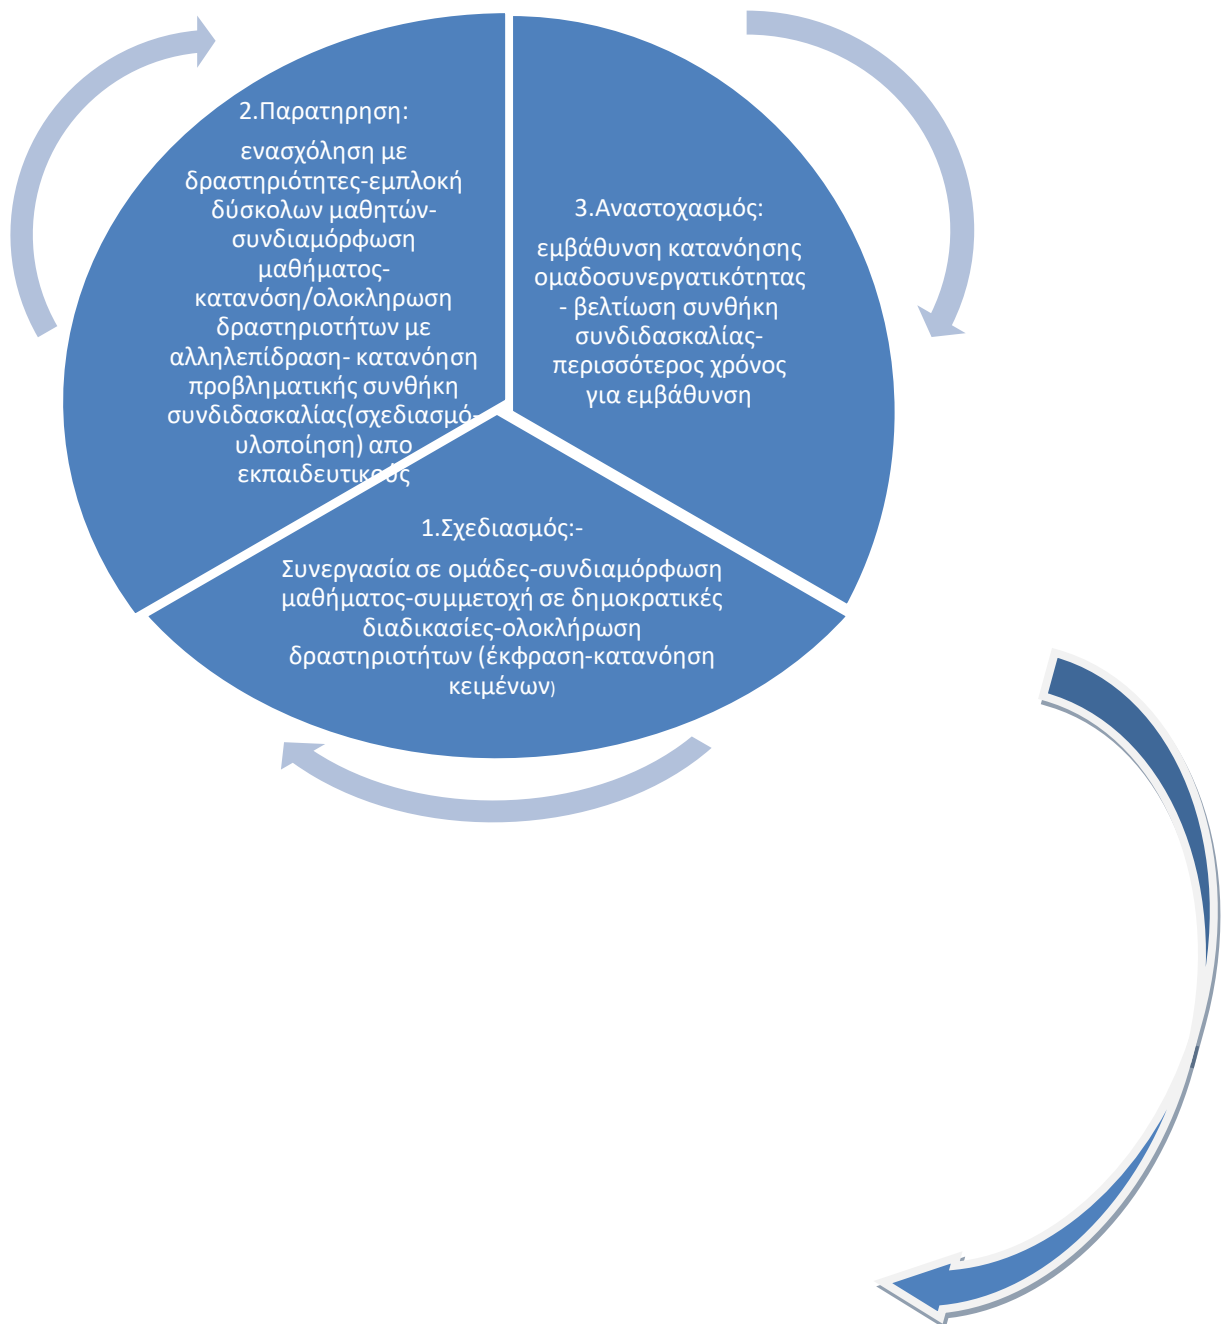 2.Παρατηρηση:
ενασχόληση με
δραστηριότητες-εμπλοκή
δύσκολων μαθητών-
συνδιαμόρφωση
μαθήματος-
κατανόση/ολοκληρωση
δραστηριοτήτων με
αλληλεπίδραση- κατανόηση
προβληματικής συνθήκη
συνδιδασκαλίας(σχεδιασμό-
υλοποίηση) απο
εκπαιδευτικούς
3.Αναστοχασμός:
εμβάθυνση κατανόησης
ομαδοσυνεργατικότητας
- βελτίωση συνθήκη
συνδιδασκαλίας-
περισσότερος χρόνος
για εμβάθυνση
1.Σχεδιασμός:-
Συνεργασία σε ομάδες-συνδιαμόρφωση
μαθήματος-συμμετοχή σε δημοκρατικές
διαδικασίες-ολοκλήρωση
δραστηριοτήτων (έκφραση-κατανόηση
κειμένων)